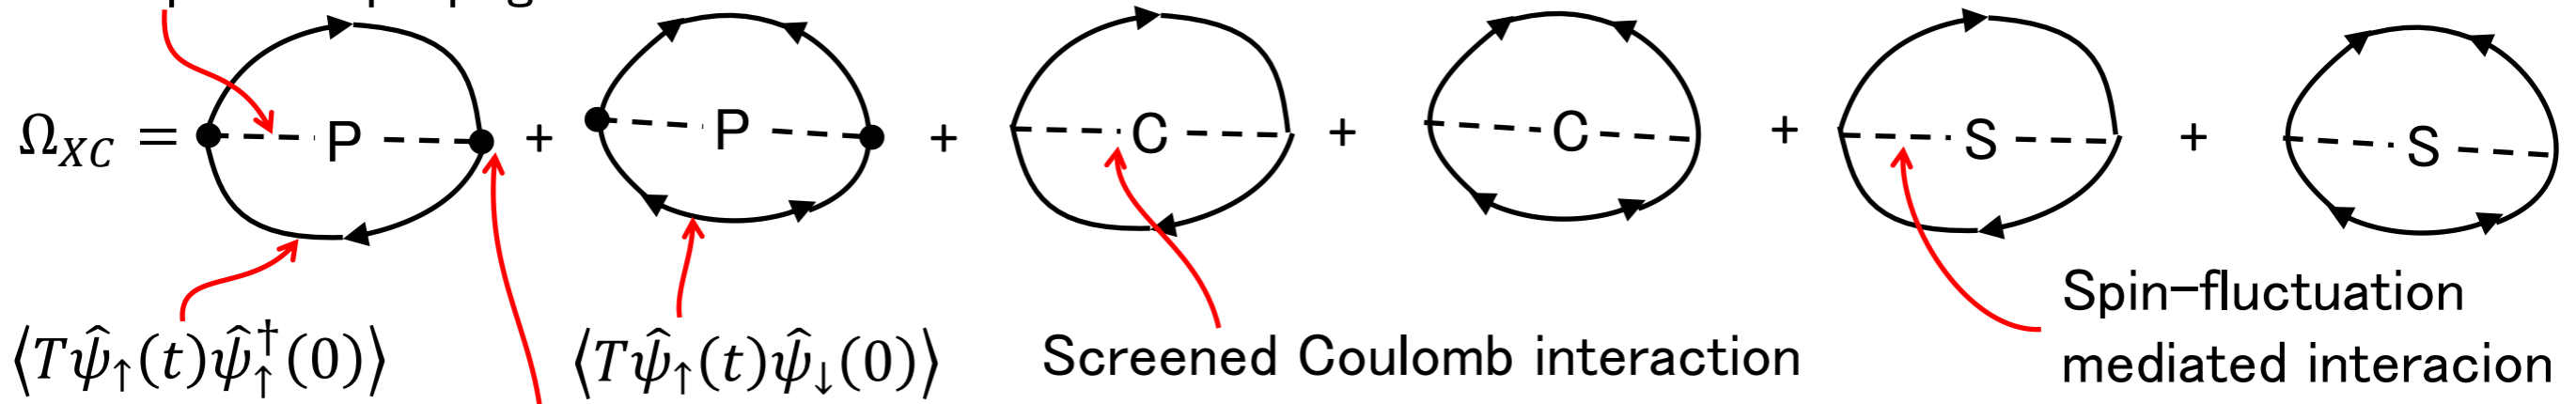 Ω_XC = P + P + C + C + S + S
Spin-fluctuation
⟨Tψ̂↑(t)ψ̂↑†(0)⟩ ⟨Tψ̂↑(t)ψ̂↓(0)⟩ Screened Coulomb interaction
mediated interacion